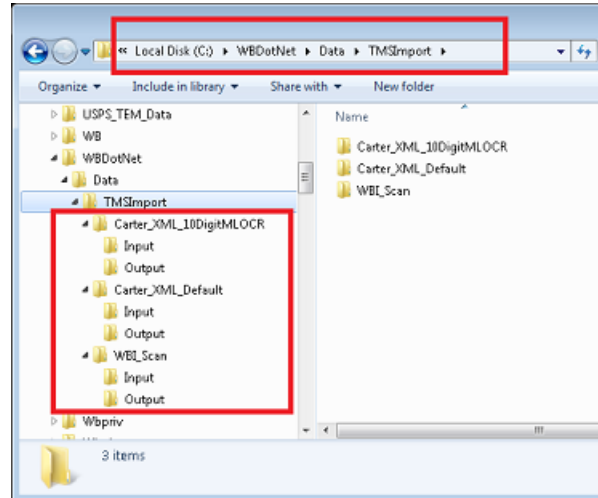 « Local Disk (C:) ▸ WBDotNet ▸ Data ▸ TMSImport ▸
Organize ▾ Include in library ▾ Share with ▾ New folder
USPS_TEM_Data
WB
WBDotNet
Data
TMSImport
Carter_XML_10DigitMLOCR
Input
Output
Carter_XML_Default
Input
Output
WBI_Scan
Input
Output
Wbpriv
Name
Carter_XML_10DigitMLOCR
Carter_XML_Default
WBI_Scan
3 items